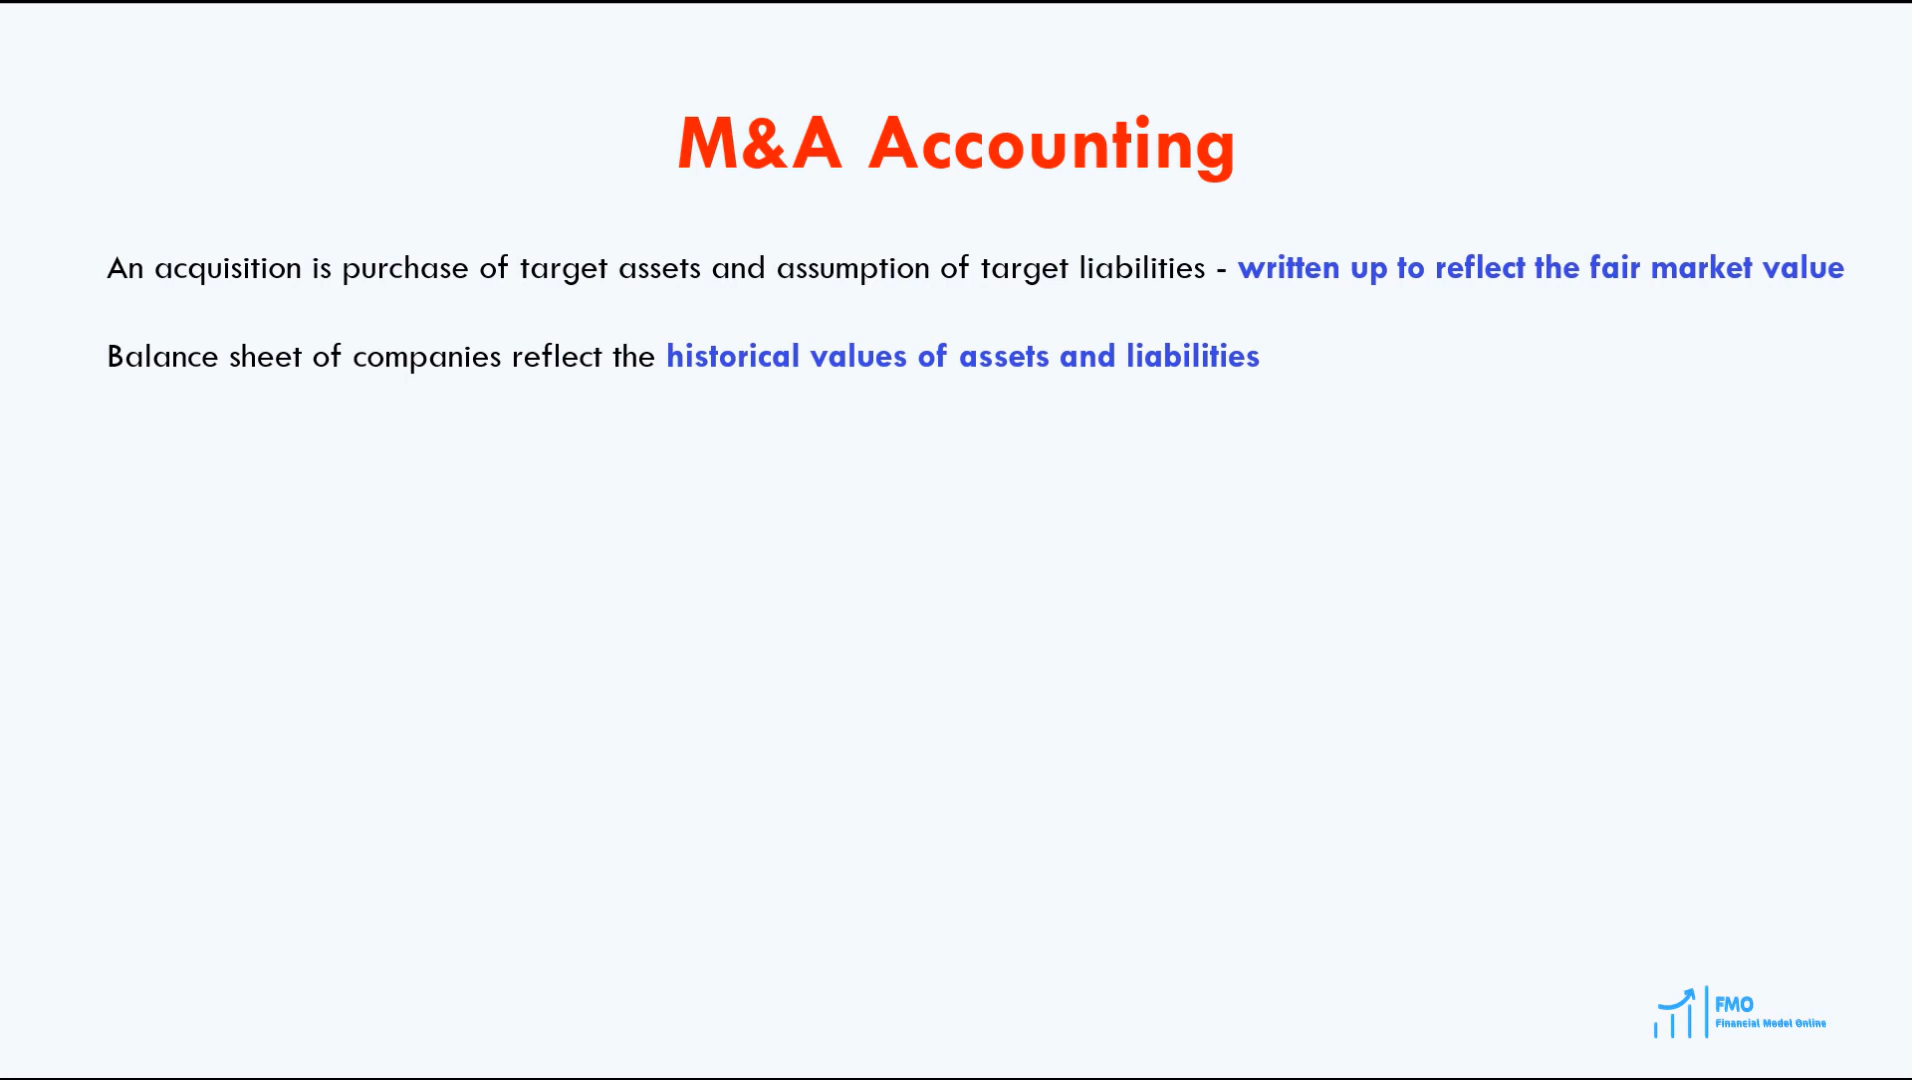 M&A Accounting
An acquisition is purchase of target assets and assumption of target liabilities - written up to reflect the fair market value
Balance sheet of companies reflect the historical values of assets and liabilities
FMO
Financial Model Online